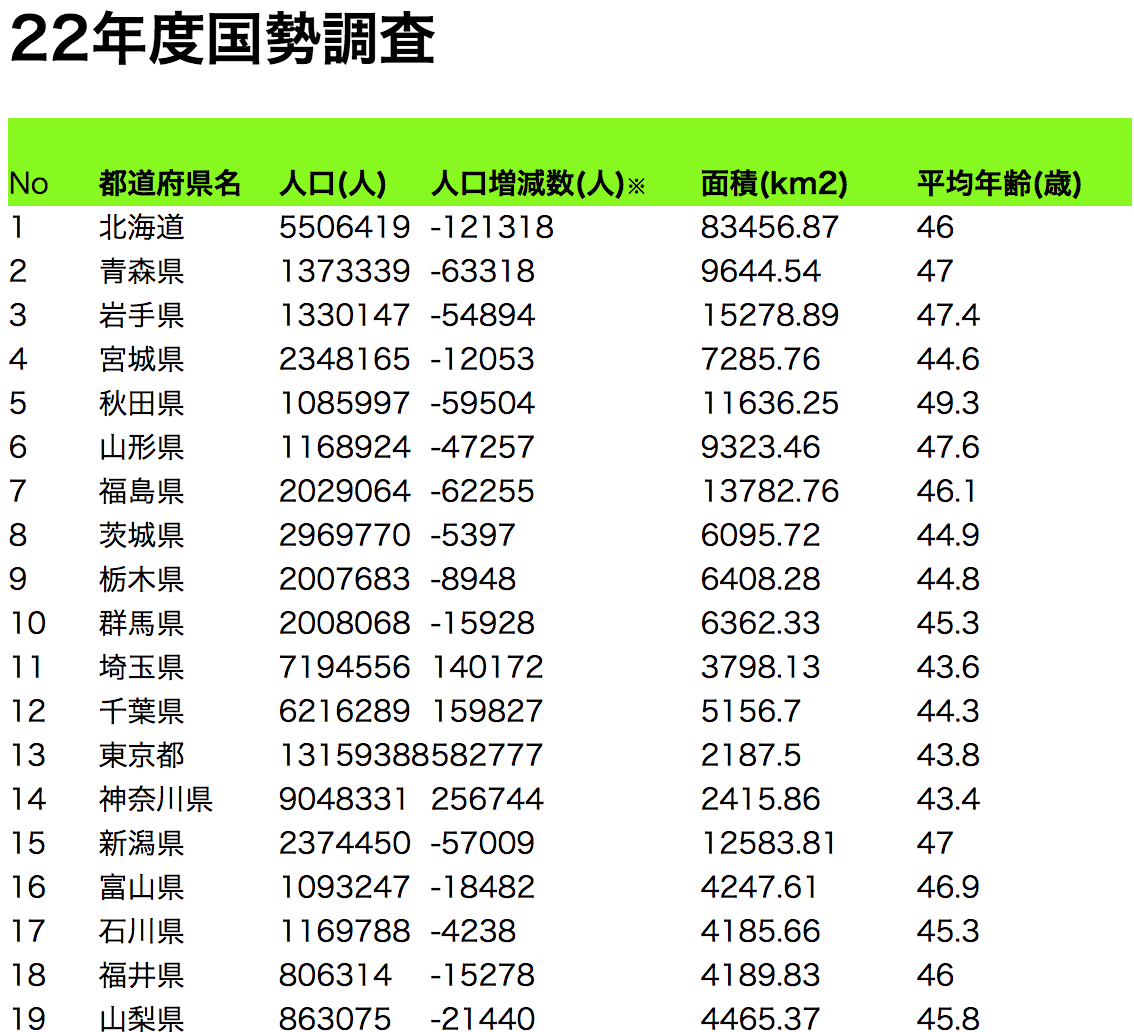 22年度国勢調査
No 都道府県名 人口(人) 人口増減数(人)※ 面積(km2) 平均年齢(歳)
1 北海道 5506419 -121318 83456.87 46
2 青森県 1373339 -63318 9644.54 47
3 岩手県 1330147 -54894 15278.89 47.4
4 宮城県 2348165 -12053 7285.76 44.6
5 秋田県 1085997 -59504 11636.25 49.3
6 山形県 1168924 -47257 9323.46 47.6
7 福島県 2029064 -62255 13782.76 46.1
8 茨城県 2969770 -5397 6095.72 44.9
9 栃木県 2007683 -8948 6408.28 44.8
10 群馬県 2008068 -15928 6362.33 45.3
11 埼玉県 7194556 140172 3798.13 43.6
12 千葉県 6216289 159827 5156.7 44.3
13 東京都 13159388 582777 2187.5 43.8
14 神奈川県 9048331 256744 2415.86 43.4
15 新潟県 2374450 -57009 12583.81 47
16 富山県 1093247 -18482 4247.61 46.9
17 石川県 1169788 -4238 4185.66 45.3
18 福井県 806314 -15278 4189.83 46
19 山梨県 863075 -21440 4465.37 45.8